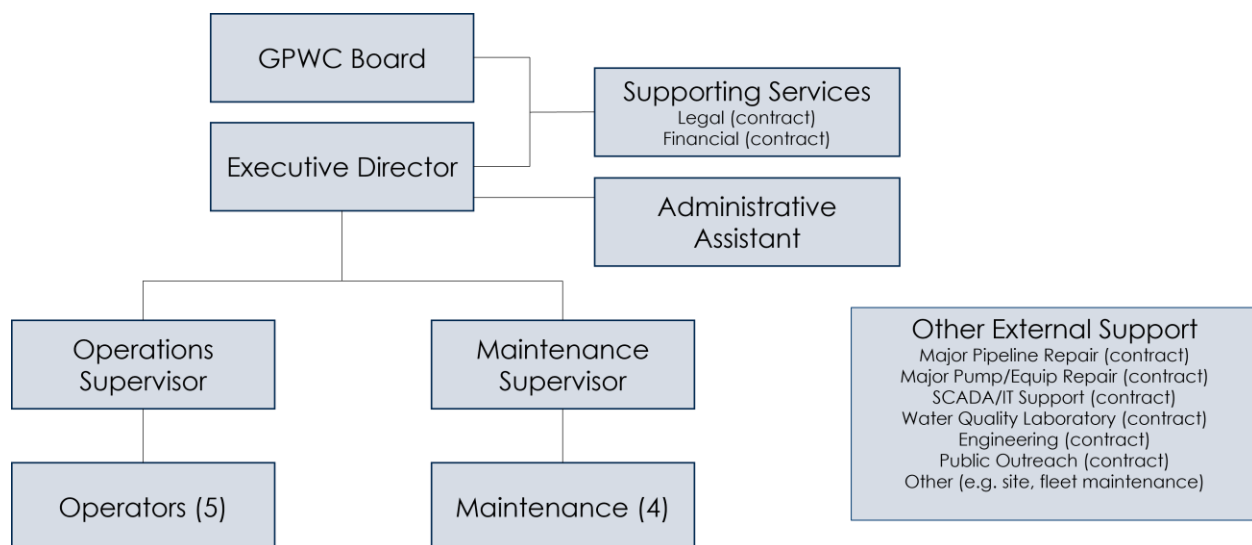 GPWC Board
Supporting Services
Legal (contract)
Financial (contract)
Executive Director
Administrative
Assistant
Operations
Supervisor
Maintenance
Supervisor
Other External Support
Major Pipeline Repair (contract)
Major Pump/Equip Repair (contract)
SCADA/IT Support (contract)
Water Quality Laboratory (contract)
Engineering (contract)
Public Outreach (contract)
Other (e.g. site, fleet maintenance)
Operators (5)
Maintenance (4)